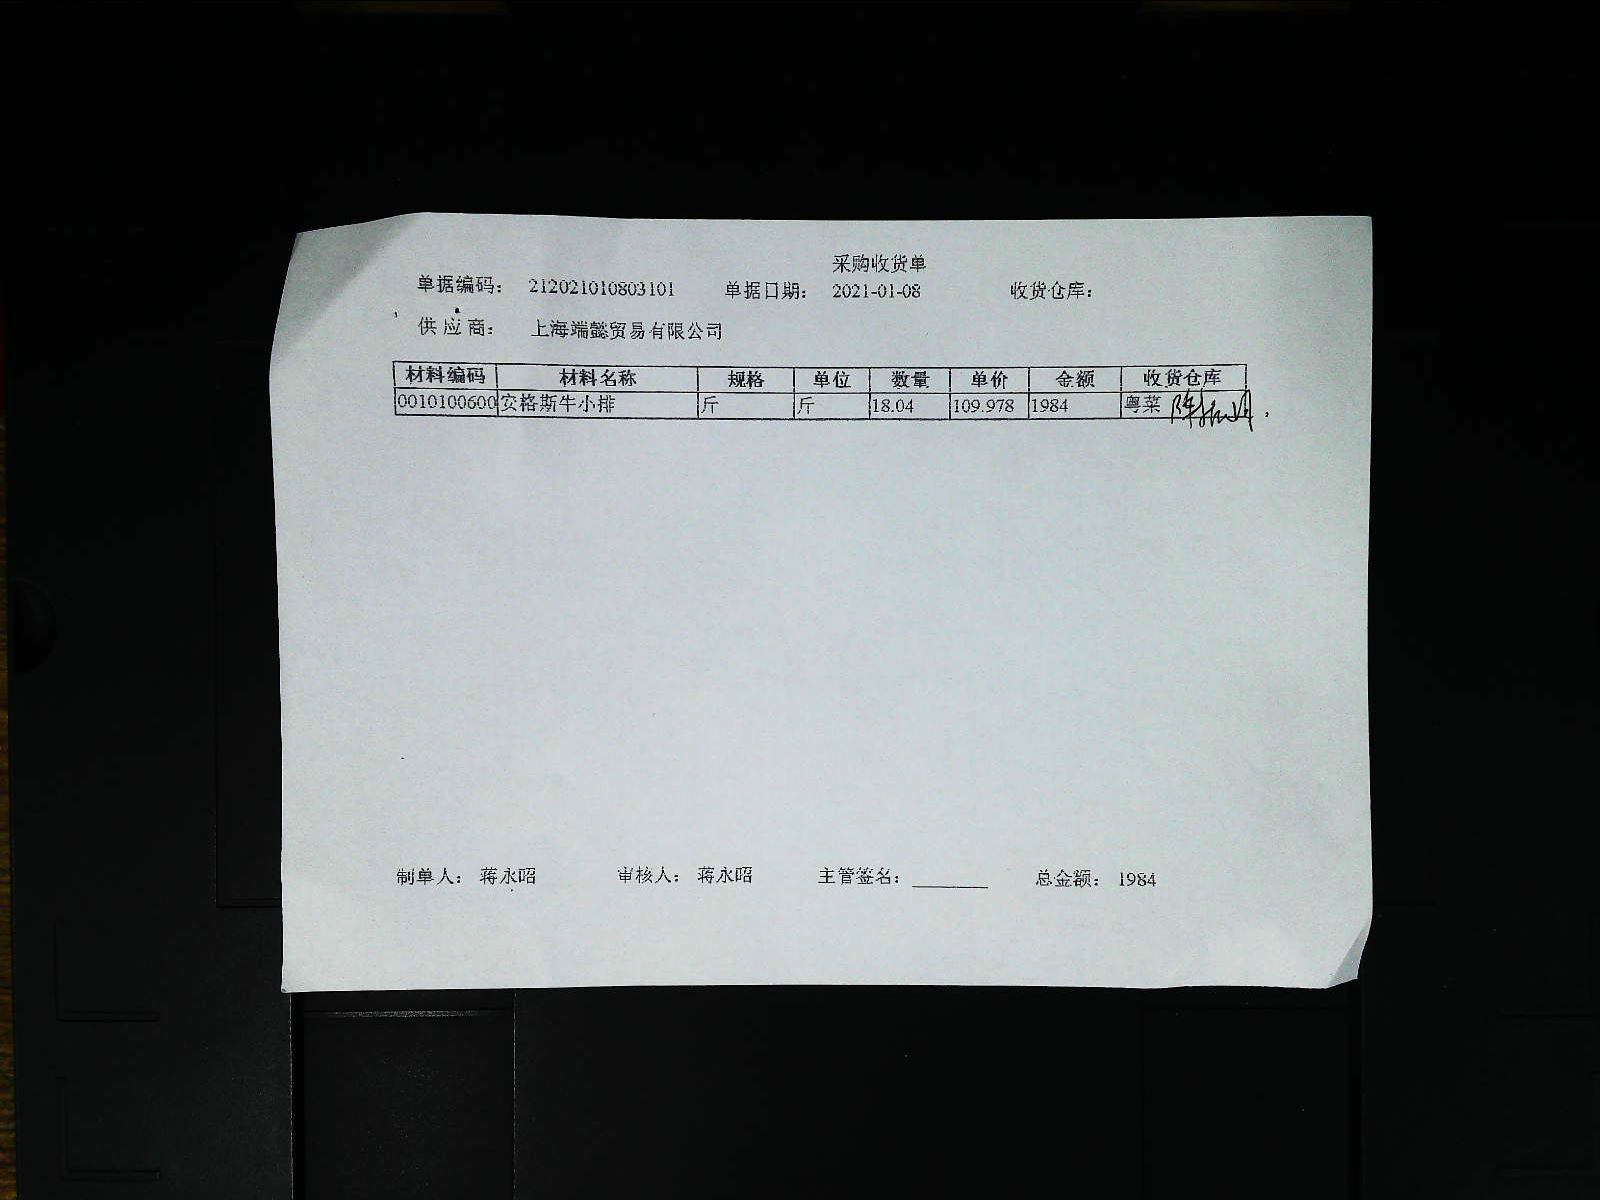 采购收货单
单据编码： 212021010803101 单据日期： 2021-01-08 收货仓库：
供应商： 上海端懿贸易有限公司
材料编码 材料名称 规格 单位 数量 单价 金额 收货仓库
0010100600 安格斯牛小排 斤 斤 18.04 109.978 1984 粤菜
制单人： 蒋永昭 审核人： 蒋永昭 主管签名： 总金额： 1984